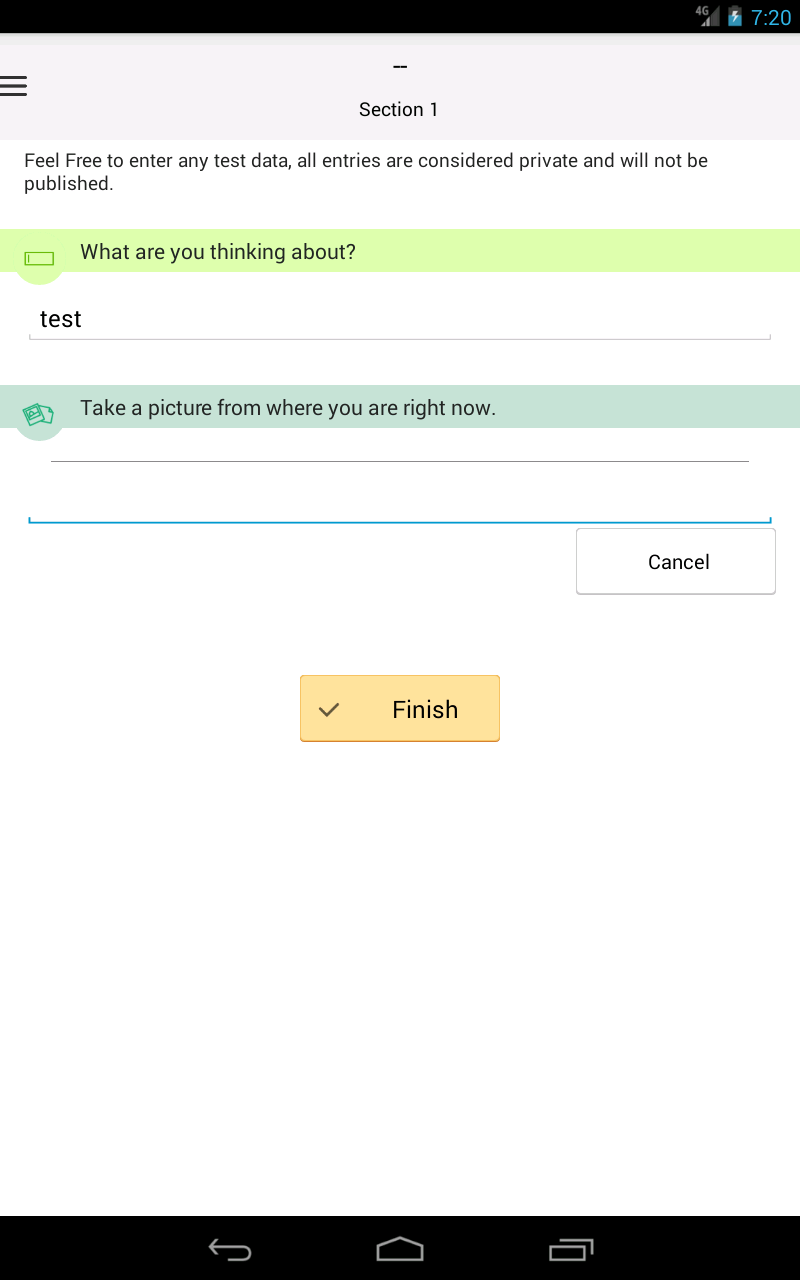 4G
7:20
--
Section 1
Feel Free to enter any test data, all entries are considered private and will not be
published.
What are you thinking about?
test
Take a picture from where you are right now.
Cancel
Finish